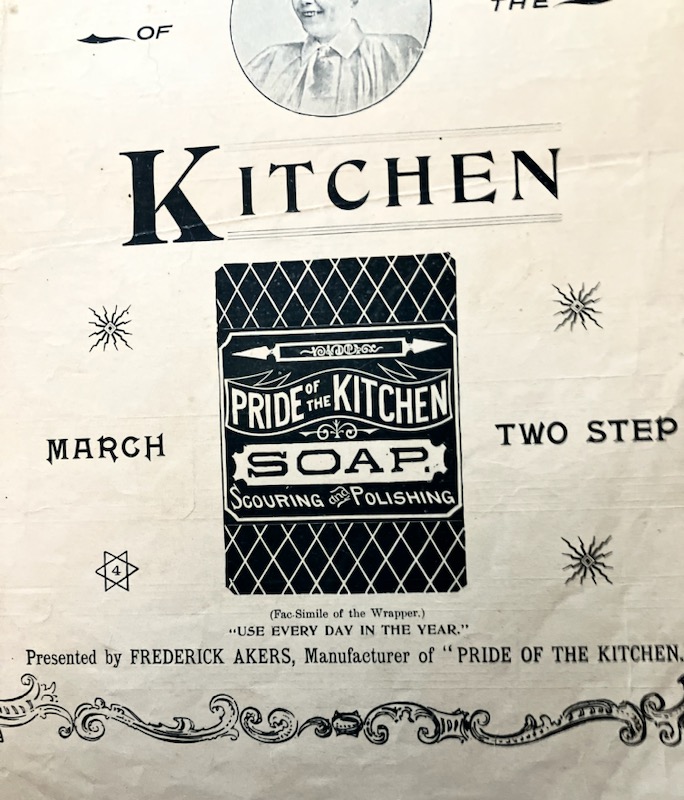 OF THE
KITCHEN
PRIDE OF THE KITCHEN
SOAP.
SCOURING and POLISHING
MARCH TWO STEP
4
(Fac-Simile of the Wrapper.)
"USE EVERY DAY IN THE YEAR."
Presented by FREDERICK AKERS, Manufacturer of "PRIDE OF THE KITCHEN.